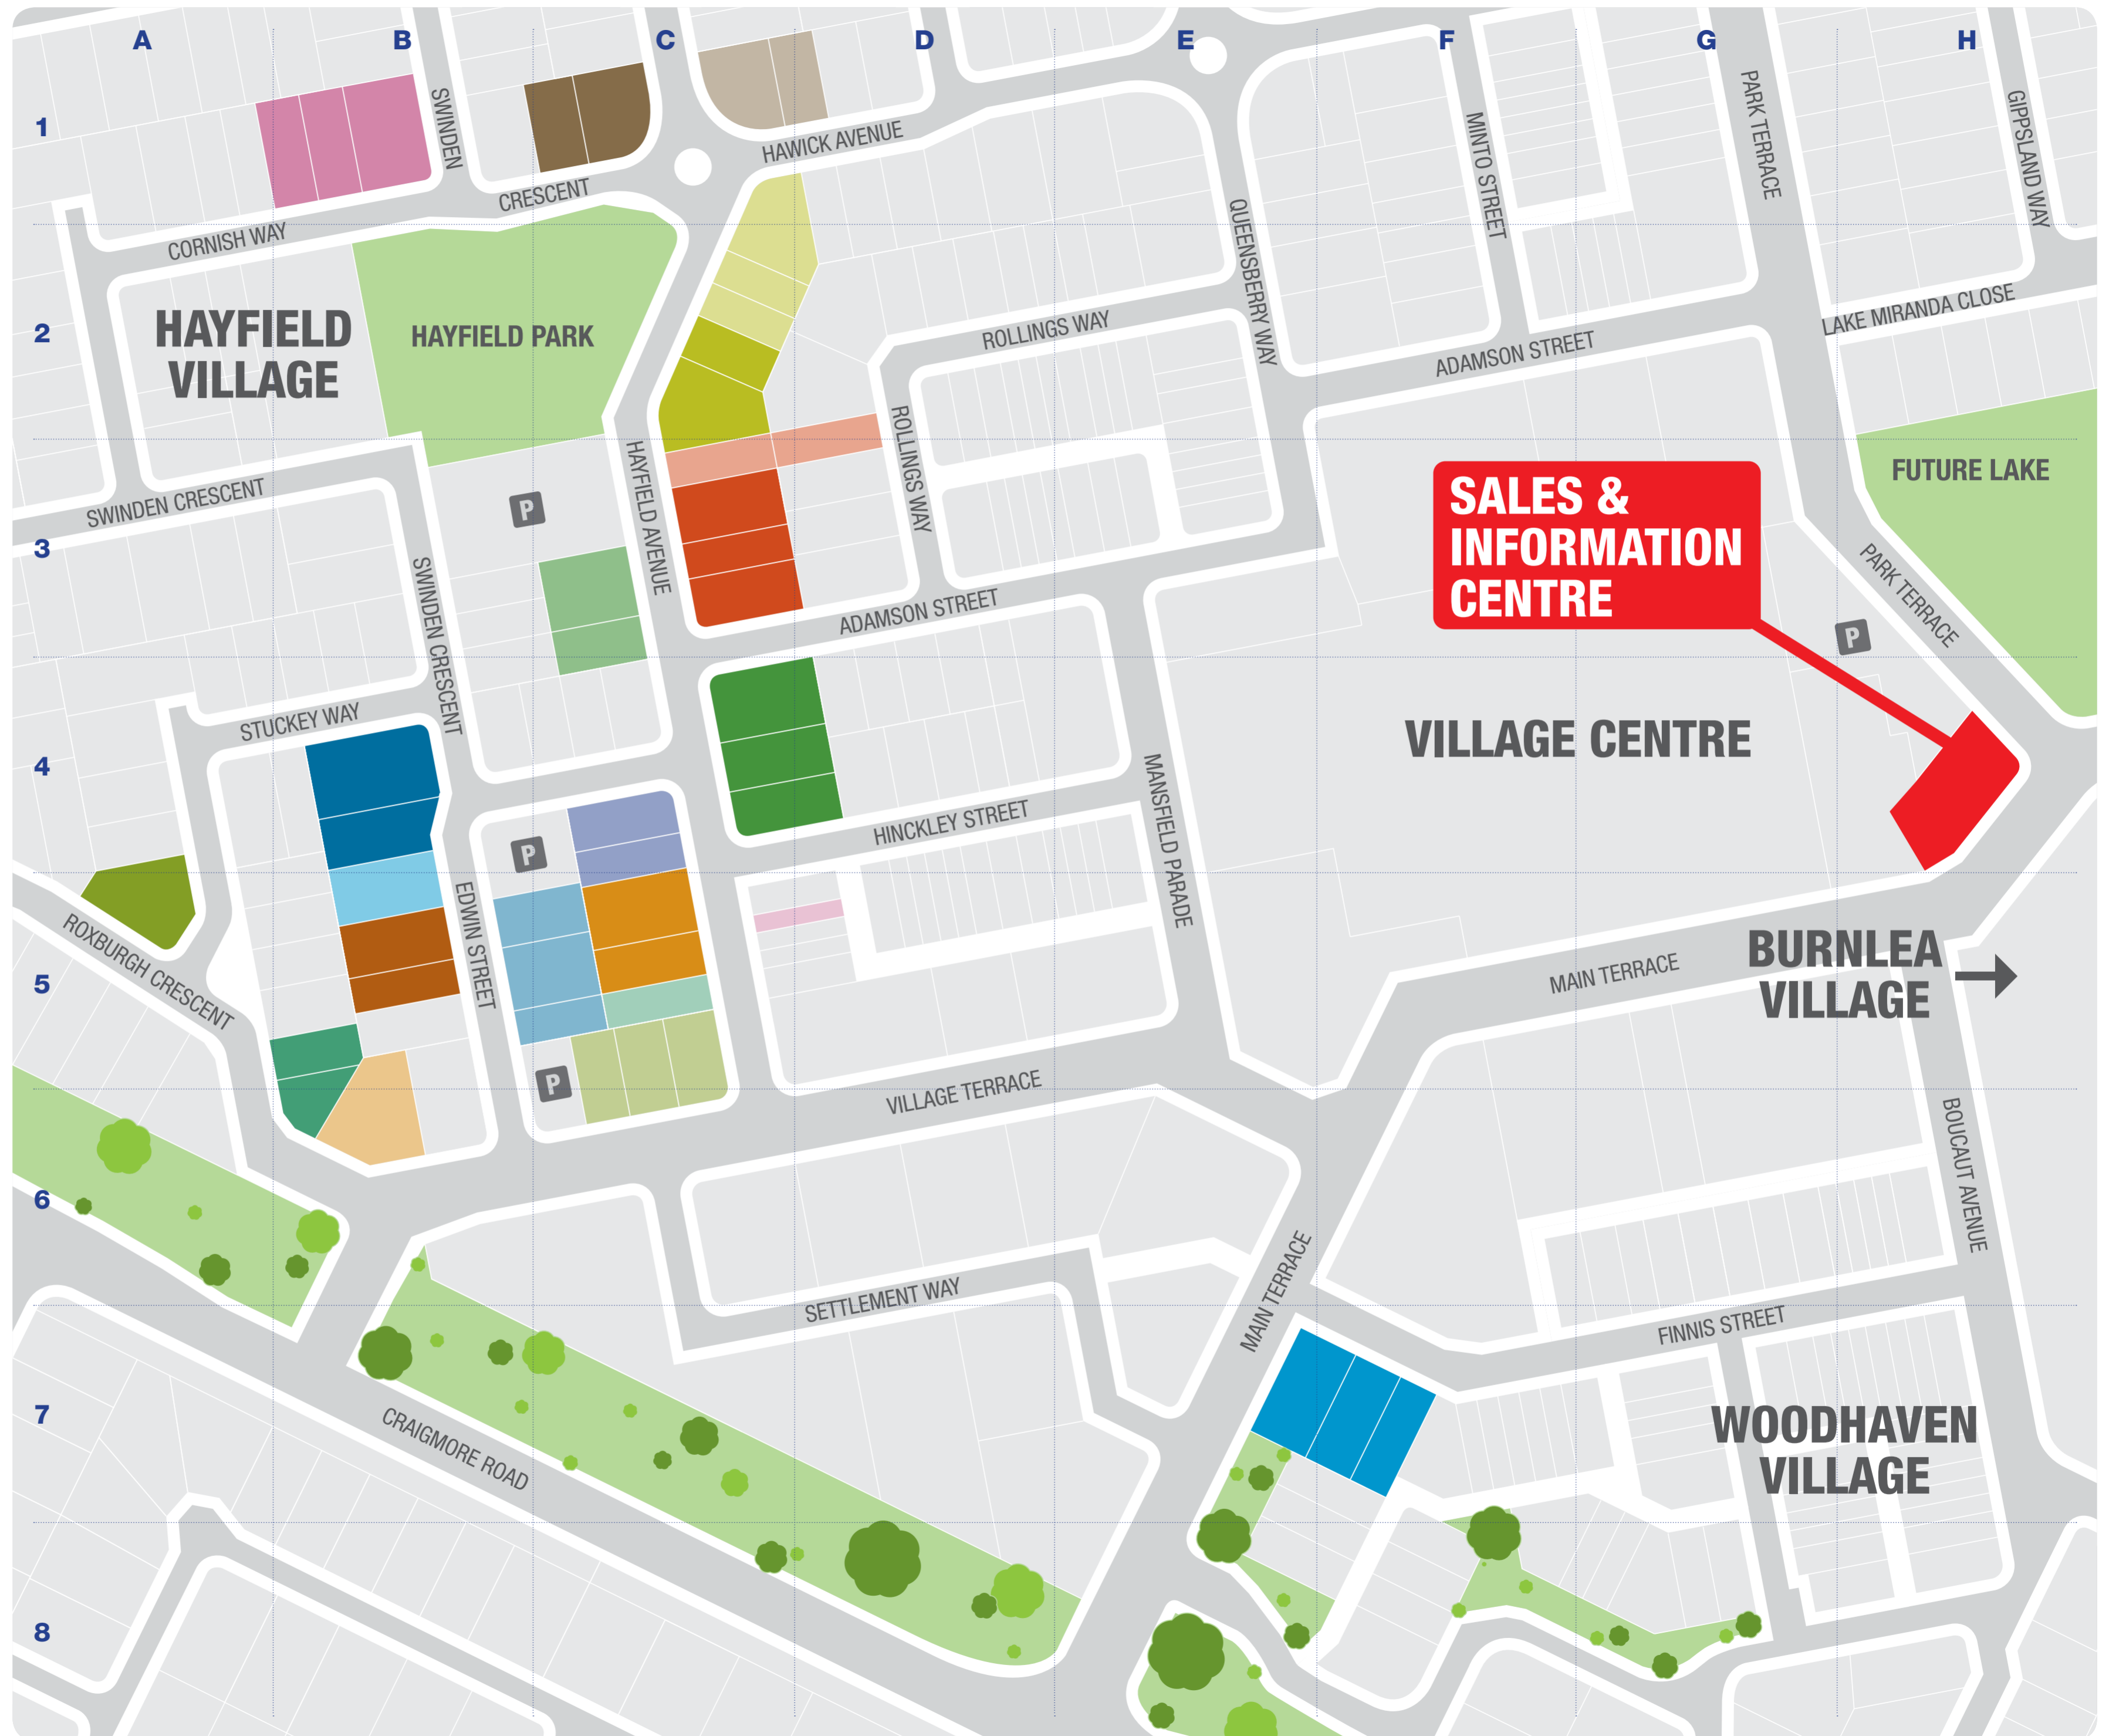 A B C D E F G H
1
2
3
4
5
6
7
8
SWINDEN
CRESCENT
CORNISH WAY
HAWICK AVENUE
QUEENSBERRY WAY
MINTO STREET
PARK TERRACE
GIPPSLAND WAY
LAKE MIRANDA CLOSE
HAYFIELD
VILLAGE
HAYFIELD PARK
ROLLINGS WAY
ADAMSON STREET
ROLLINGS WAY
HAYFIELD AVENUE
SWINDEN CRESCENT
P
SWINDEN CRESCENT
ADAMSON STREET
SALES &
INFORMATION
CENTRE
FUTURE LAKE
PARK TERRACE
P
STUCKEY WAY
VILLAGE CENTRE
MANSFIELD PARADE
HINCKLEY STREET
P
EDWIN STREET
ROXBURGH CRESCENT
MAIN TERRACE
BURNLEA
VILLAGE
P
VILLAGE TERRACE
BOUCAUT AVENUE
SETTLEMENT WAY
MAIN TERRACE
FINNIS STREET
CRAIGMORE ROAD
WOODHAVEN
VILLAGE